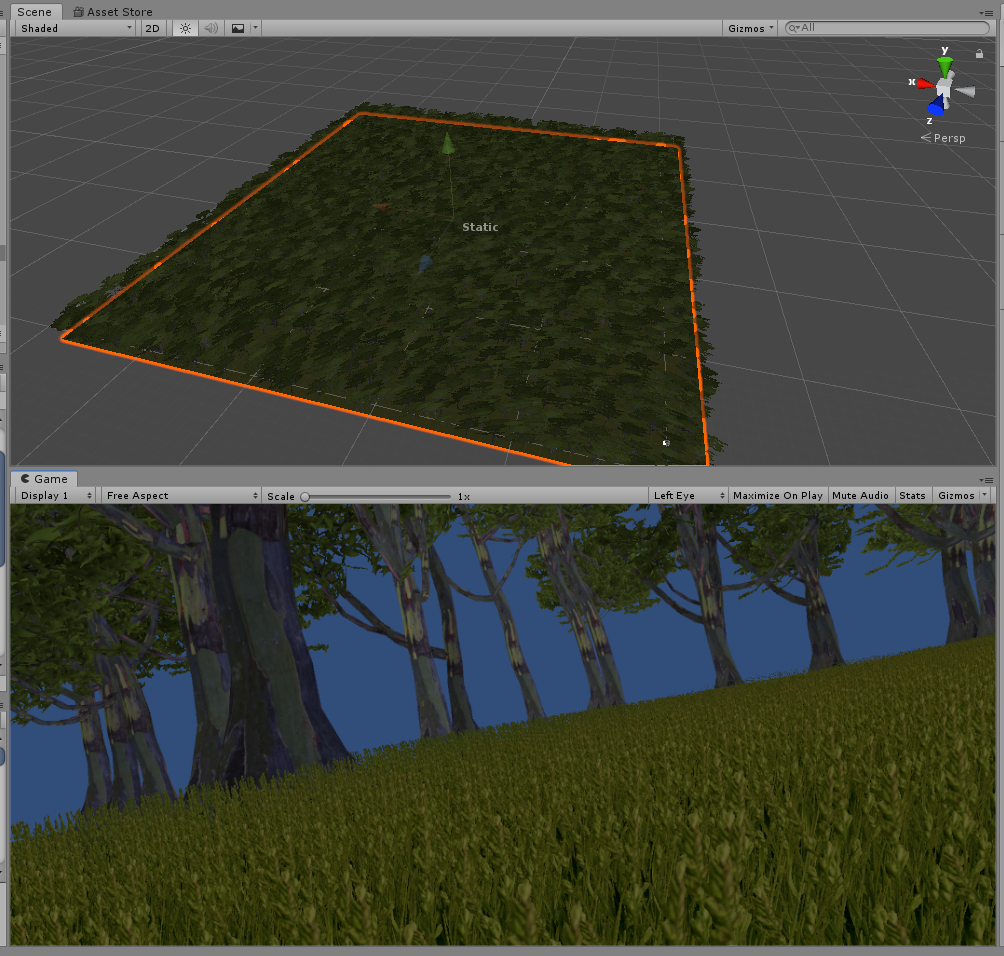 Scene Asset Store
Shaded 2D Gizmos All
y
x
z
Persp
Static
Game
Display 1 Free Aspect Scale 1x Left Eye Maximize On Play Mute Audio Stats Gizmos